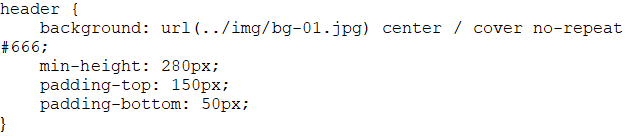 header {
    background: url(../img/bg-01.jpg) center / cover no-repeat
#666;
    min-height: 280px;
    padding-top: 150px;
    padding-bottom: 50px;
}